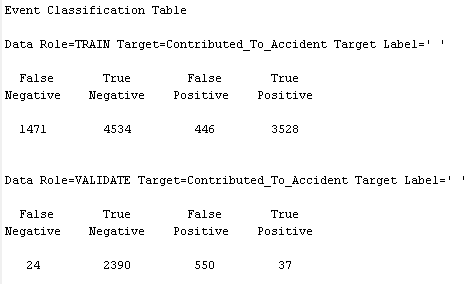 Event Classification Table
Data Role=TRAIN Target=Contributed_To_Accident Target Label=' '
False True False True
Negative Negative Positive Positive
1471 4534 446 3528
Data Role=VALIDATE Target=Contributed_To_Accident Target Label=' '
False True False True
Negative Negative Positive Positive
24 2390 550 37